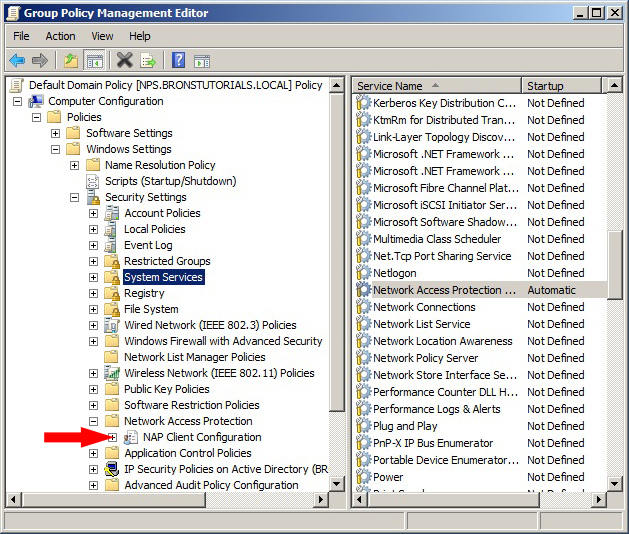 Group Policy Management Editor
File Action View Help
Default Domain Policy [NPS.BRONSTUTORIALS.LOCAL] Policy
Computer Configuration
Policies
Software Settings
Windows Settings
Name Resolution Policy
Scripts (Startup/Shutdown)
Security Settings
Account Policies
Local Policies
Event Log
Restricted Groups
System Services
Registry
File System
Wired Network (IEEE 802.3) Policies
Windows Firewall with Advanced Security
Network List Manager Policies
Wireless Network (IEEE 802.11) Policies
Public Key Policies
Software Restriction Policies
Network Access Protection
NAP Client Configuration
Application Control Policies
IP Security Policies on Active Directory (BR
Advanced Audit Policy Configuration
Service Name Startup
Kerberos Key Distribution C... Not Defined
KtmRm for Distributed Tran... Not Defined
Link-Layer Topology Discov... Not Defined
Microsoft .NET Framework ... Not Defined
Microsoft .NET Framework ... Not Defined
Microsoft Fibre Channel Plat... Not Defined
Microsoft iSCSI Initiator Ser... Not Defined
Microsoft Software Shadow... Not Defined
Multimedia Class Scheduler Not Defined
Net.Tcp Port Sharing Service Not Defined
Netlogon Not Defined
Network Access Protection ... Automatic
Network Connections Not Defined
Network List Service Not Defined
Network Location Awareness Not Defined
Network Policy Server Not Defined
Network Store Interface Se... Not Defined
Performance Counter DLL H... Not Defined
Performance Logs & Alerts Not Defined
Plug and Play Not Defined
PnP-X IP Bus Enumerator Not Defined
Portable Device Enumerator... Not Defined
Power Not Defined